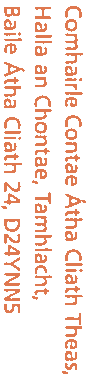 Comhairle Contae Átha Cliath Theas,
Halla an Chontae, Tamhlacht,
Baile Átha Cliath 24, D24YNN5